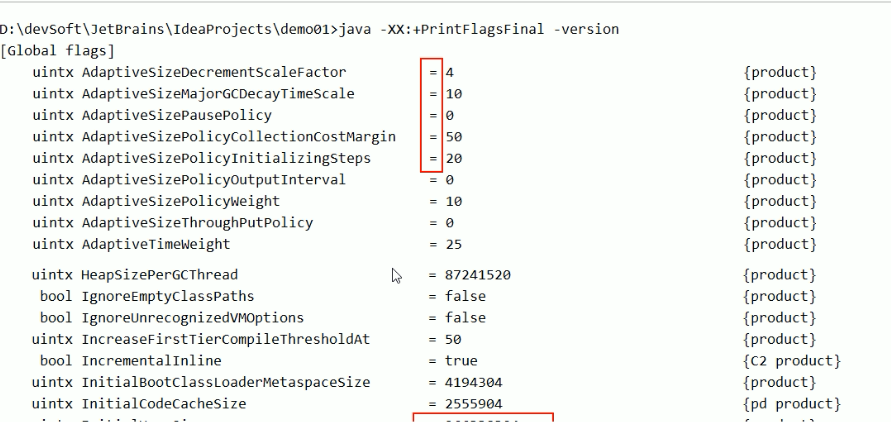 D:\devSoft\JetBrains\IdeaProjects\demo01>java -XX:+PrintFlagsFinal -version
[Global flags]
uintx AdaptiveSizeDecrementScaleFactor = 4 {product}
uintx AdaptiveSizeMajorGCDecayTimeScale = 10 {product}
uintx AdaptiveSizePausePolicy = 0 {product}
uintx AdaptiveSizePolicyCollectionCostMargin = 50 {product}
uintx AdaptiveSizePolicyInitializingSteps = 20 {product}
uintx AdaptiveSizePolicyOutputInterval = 0 {product}
uintx AdaptiveSizePolicyWeight = 10 {product}
uintx AdaptiveSizeThroughPutPolicy = 0 {product}
uintx AdaptiveTimeWeight = 25 {product}
uintx HeapSizePerGCThread = 87241520 {product}
bool IgnoreEmptyClassPaths = false {product}
bool IgnoreUnrecognizedVMOptions = false {product}
uintx IncreaseFirstTierCompileThresholdAt = 50 {product}
bool IncrementalInline = true {C2 product}
uintx InitialBootClassLoaderMetaspaceSize = 4194304 {product}
uintx InitialCodeCacheSize = 2555904 {pd product}